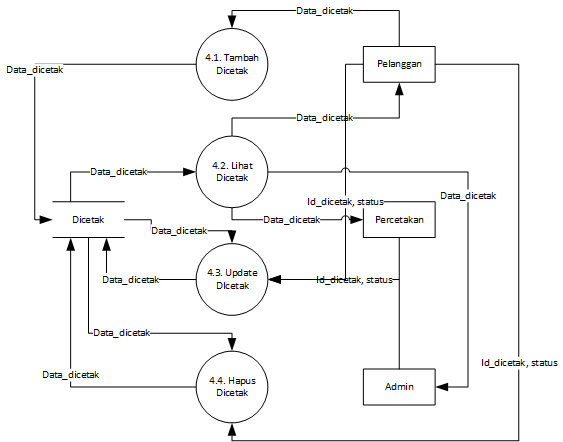 Data_dicetak
4.1. Tambah
Dicetak
Pelanggan
Data_dicetak
Data_dicetak
4.2. Lihat
Dicetak
Data_dicetak
Data_dicetak
Id_dicetak, status
Dicetak
Data_dicetak
Percetakan
Data_dicetak
4.3. Update
DIcetak
Data_dicetak
Id_dicetak, status
Data_dicetak
Id_dicetak, status
Data_dicetak
4.4. Hapus
Dicetak
Admin